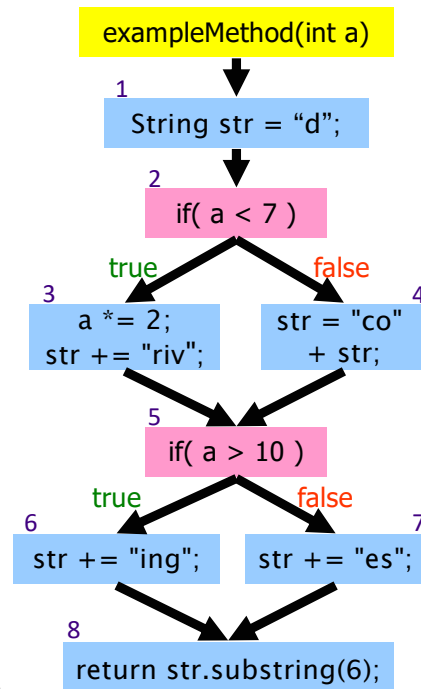 exampleMethod(int a)
1
String str = “d”;
2
if( a < 7 )
true
false
3
4
a *= 2;
str += "riv";
str = "co"
+ str;
5
if( a > 10 )
true
false
6
7
str += "ing";
str += "es";
8
return str.substring(6);